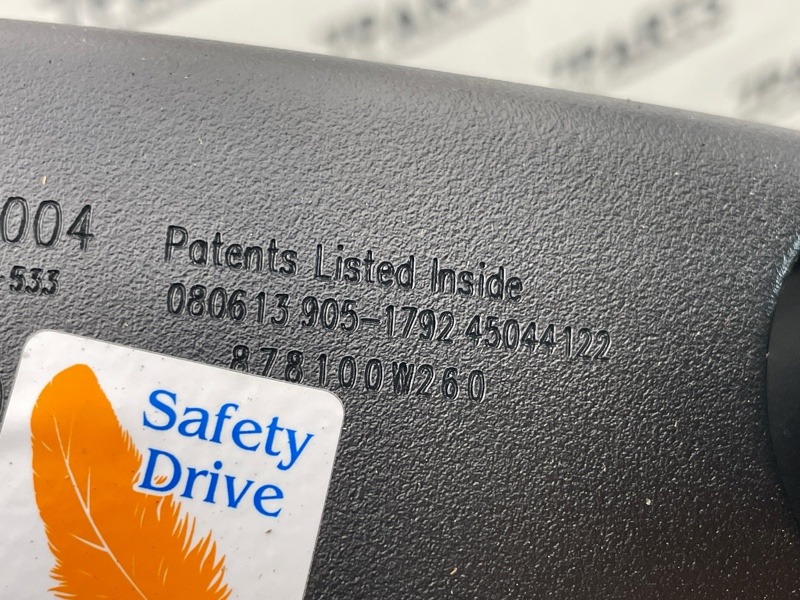 004
-533
Patents Listed Inside
080613 905-1792 45044122
878100W260
Safety
Drive